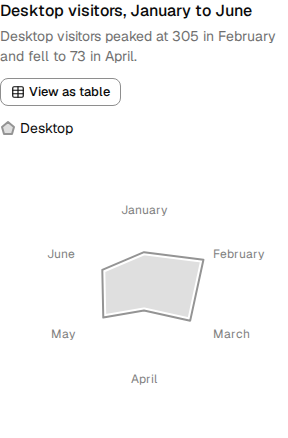 Desktop visitors, January to June
Desktop visitors peaked at 305 in February
and fell to 73 in April.
View as table
Desktop
January
June
February
May
March
April